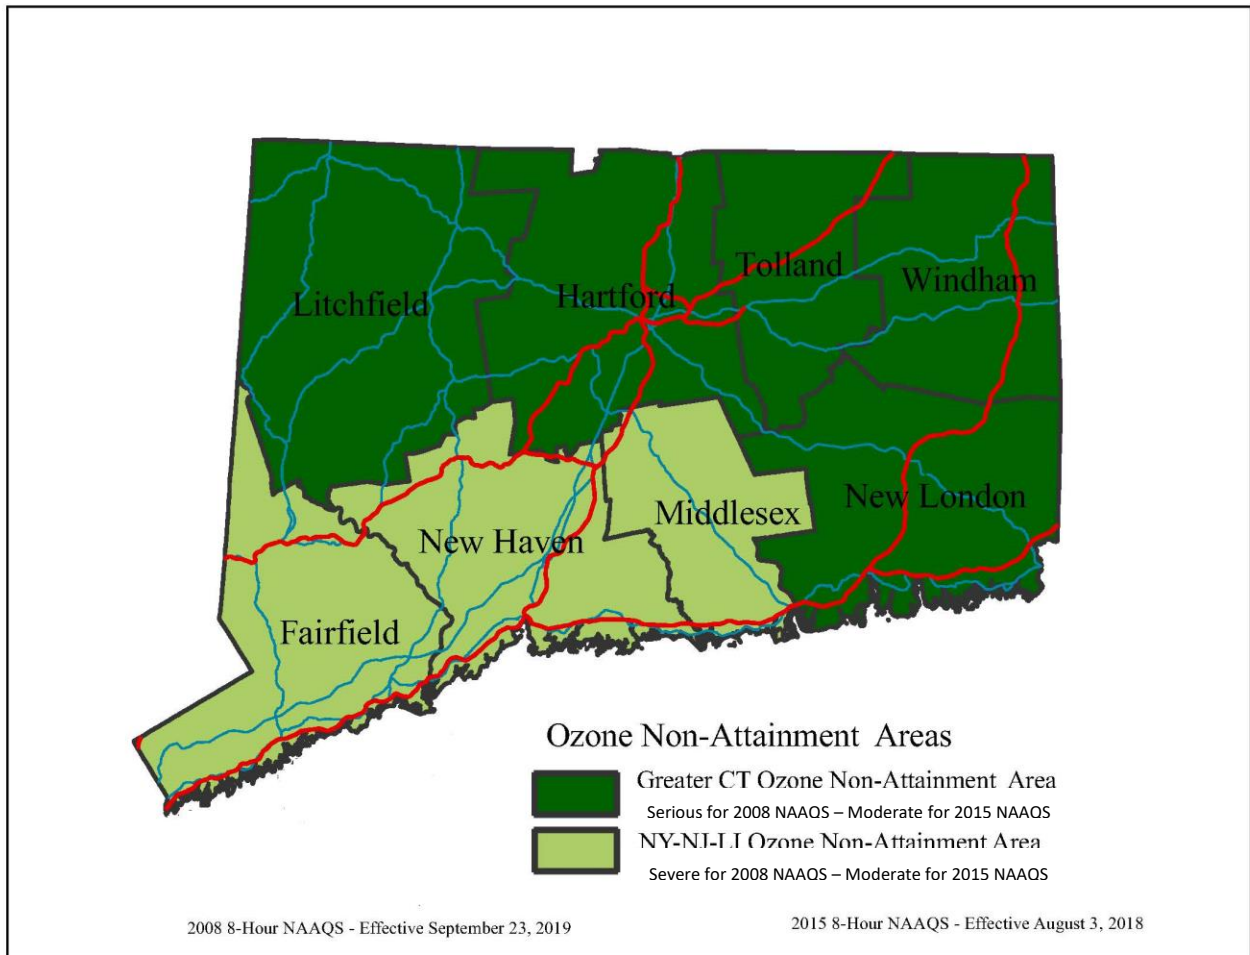 Litchfield
Hartford
Tolland
Windham
New Haven
Middlesex
New London
Fairfield
Ozone Non-Attainment Areas
Greater CT Ozone Non-Attainment Area
Serious for 2008 NAAQS – Moderate for 2015 NAAQS
NY-NJ-LI Ozone Non-Attainment Area
Severe for 2008 NAAQS – Moderate for 2015 NAAQS
2008 8-Hour NAAQS - Effective September 23, 2019
2015 8-Hour NAAQS - Effective August 3, 2018